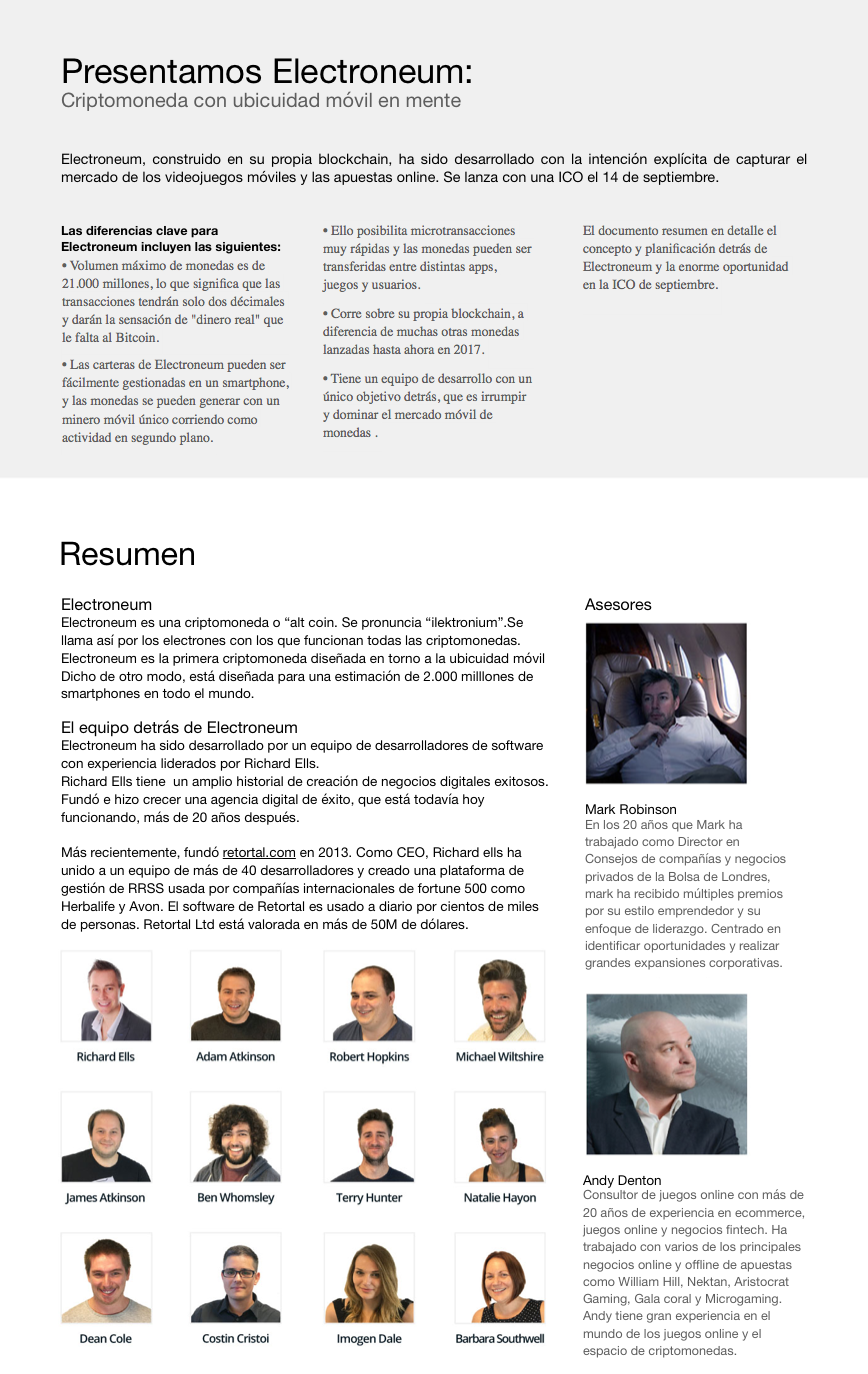 Presentamos Electroneum:
Criptomoneda con ubicuidad móvil en mente
Electroneum, construido en su propia blockchain, ha sido desarrollado con la intención explícita de capturar el
mercado de los videojuegos móviles y las apuestas online. Se lanza con una ICO el 14 de septiembre.
Las diferencias clave para
Electroneum incluyen las siguientes:
• Volumen máximo de monedas es de
21.000 millones, lo que significa que las
transacciones tendrán solo dos décimales
y darán la sensación de "dinero real" que
le falta al Bitcoin.
• Las carteras de Electroneum pueden ser
fácilmente gestionadas en un smartphone,
y las monedas se pueden generar con un
minero móvil único corriendo como
actividad en segundo plano.
• Ello posibilita microtransacciones
muy rápidas y las monedas pueden ser
transferidas entre distintas apps,
juegos y usuarios.
• Corre sobre su propia blockchain, a
diferencia de muchas otras monedas
lanzadas hasta ahora en 2017.
• Tiene un equipo de desarrollo con un
único objetivo detrás, que es irrumpir
y dominar el mercado móvil de
monedas .
El documento resumen en detalle el
concepto y planificación detrás de
Electroneum y la enorme oportunidad
en la ICO de septiembre.
Resumen
Electroneum
Electroneum es una criptomoneda o “alt coin. Se pronuncia “ilektronium”.Se
llama así por los electrones con los que funcionan todas las criptomonedas.
Electroneum es la primera criptomoneda diseñada en torno a la ubicuidad móvil
Dicho de otro modo, está diseñada para una estimación de 2.000 milllones de
smartphones en todo el mundo.
El equipo detrás de Electroneum
Electroneum ha sido desarrollado por un equipo de desarrolladores de software
con experiencia liderados por Richard Ells.
Richard Ells tiene  un amplio historial de creación de negocios digitales exitosos.
Fundó e hizo crecer una agencia digital de éxito, que está todavía hoy
funcionando, más de 20 años después.
Más recientemente, fundó retortal.com en 2013. Como CEO, Richard ells ha
unido a un equipo de más de 40 desarrolladores y creado una plataforma de
gestión de RRSS usada por compañías internacionales de fortune 500 como
Herbalife y Avon. El software de Retortal es usado a diario por cientos de miles
de personas. Retortal Ltd está valorada en más de 50M de dólares.
Richard Ells
Adam Atkinson
Robert Hopkins
Michael Wiltshire
James Atkinson
Ben Whomsley
Terry Hunter
Natalie Hayon
Dean Cole
Costin Cristoi
Imogen Dale
Barbara Southwell
Asesores
Mark Robinson
En los 20 años que Mark ha
trabajado como Director en
Consejos de compañías y negocios
privados de la Bolsa de Londres,
mark ha recibido múltiples premios
por su estilo emprendedor y su
enfoque de liderazgo. Centrado en
identificar oportunidades y realizar
grandes expansiones corporativas.
Andy Denton
Consultor de juegos online con más de
20 años de experiencia en ecommerce,
juegos online y negocios fintech. Ha
trabajado con varios de los principales
negocios online y offline de apuestas
como William Hill, Nektan, Aristocrat
Gaming, Gala coral y Microgaming.
Andy tiene gran experiencia en el
mundo de los juegos online y el
espacio de criptomonedas.